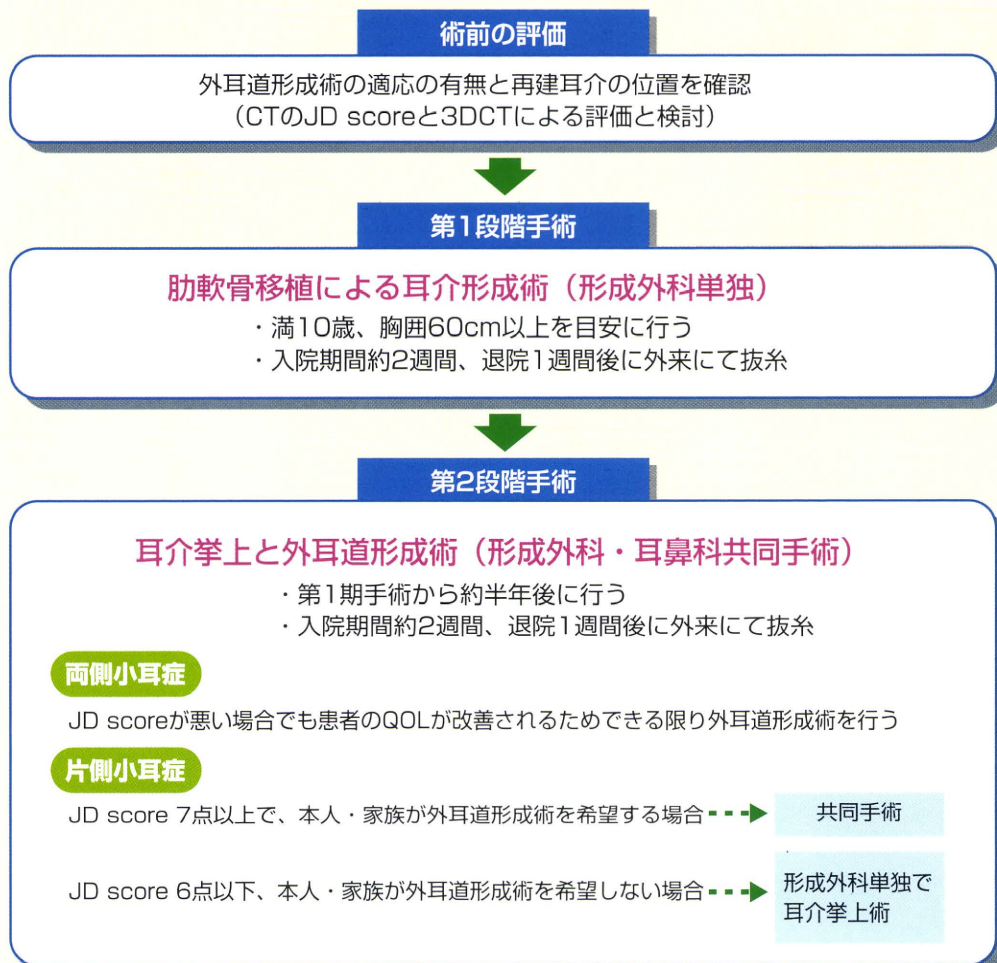 術前の評価
外耳道形成術の適応の有無と再建耳介の位置を確認
（CTのJD scoreと3DCTによる評価と検討）
第1段階手術
肋軟骨移植による耳介形成術（形成外科単独）
・満10歳、胸囲60cm以上を目安に行う
・入院期間約2週間、退院1週間後に外来にて抜糸
第2段階手術
耳介挙上と外耳道形成術（形成外科・耳鼻科共同手術）
・第1期手術から約半年後に行う
・入院期間約2週間、退院1週間後に外来にて抜糸
両側小耳症
JD scoreが悪い場合でも患者のQOLが改善されるためできる限り外耳道形成術を行う
片側小耳症
JD score 7点以上で、本人・家族が外耳道形成術を希望する場合
共同手術
JD score 6点以下、本人・家族が外耳道形成術を希望しない場合
形成外科単独で
耳介挙上術